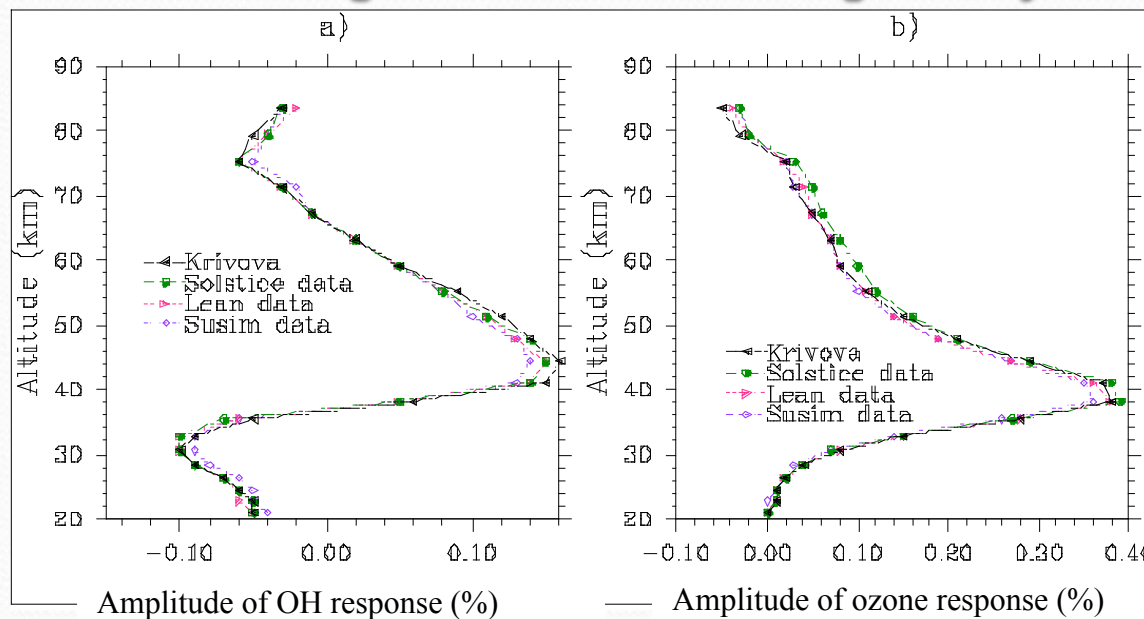 a)
90
80
70
60
50
40
30
20
Altitude (km)
Krivova
Solstice data
Lean data
Susim data
-0.10
0.00
0.10
Amplitude of OH response (%)
b)
90
80
70
60
50
40
30
20
Altitude (km)
Krivova
Solstice data
Lean data
Susim data
-0.10
0.00
0.10
0.20
0.30
0.40
Amplitude of ozone response (%)